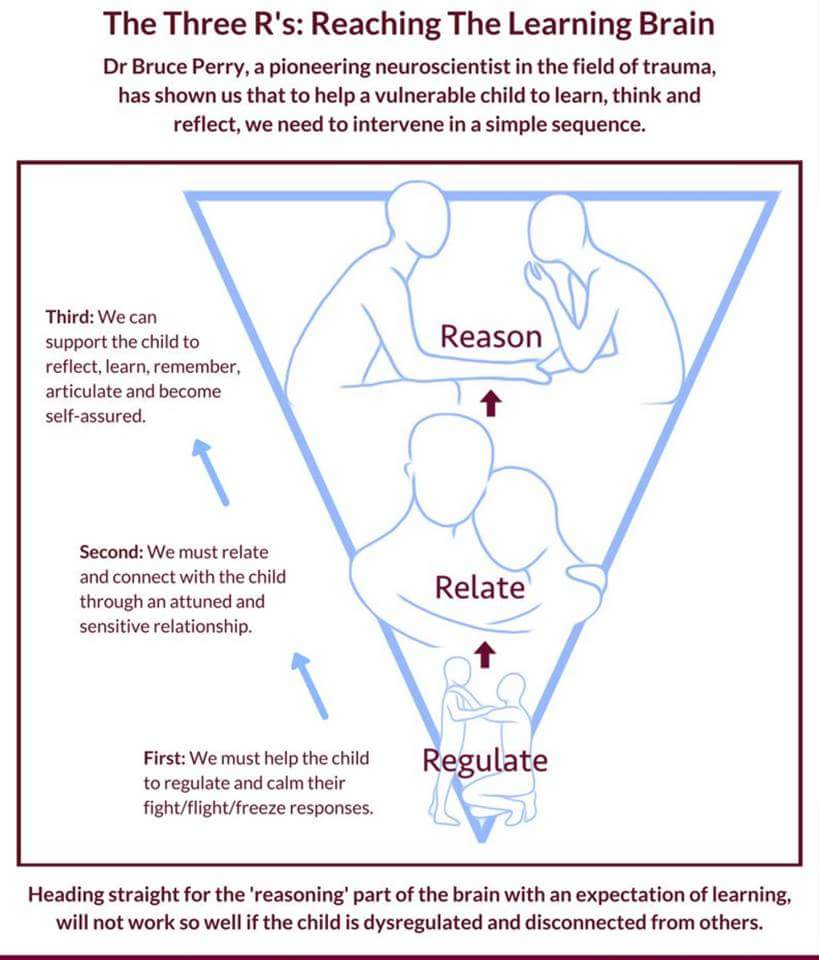 The Three R's: Reaching The Learning Brain
Dr Bruce Perry, a pioneering neuroscientist in the field of trauma,
has shown us that to help a vulnerable child to learn, think and
reflect, we need to intervene in a simple sequence.
Third: We can
support the child to
reflect, learn, remember,
articulate and become
self-assured.
Reason
Second: We must relate
and connect with the child
through an attuned and
sensitive relationship.
Relate
First: We must help the child
to regulate and calm their
fight/flight/freeze responses.
Regulate
Heading straight for the 'reasoning' part of the brain with an expectation of learning,
will not work so well if the child is dysregulated and disconnected from others.